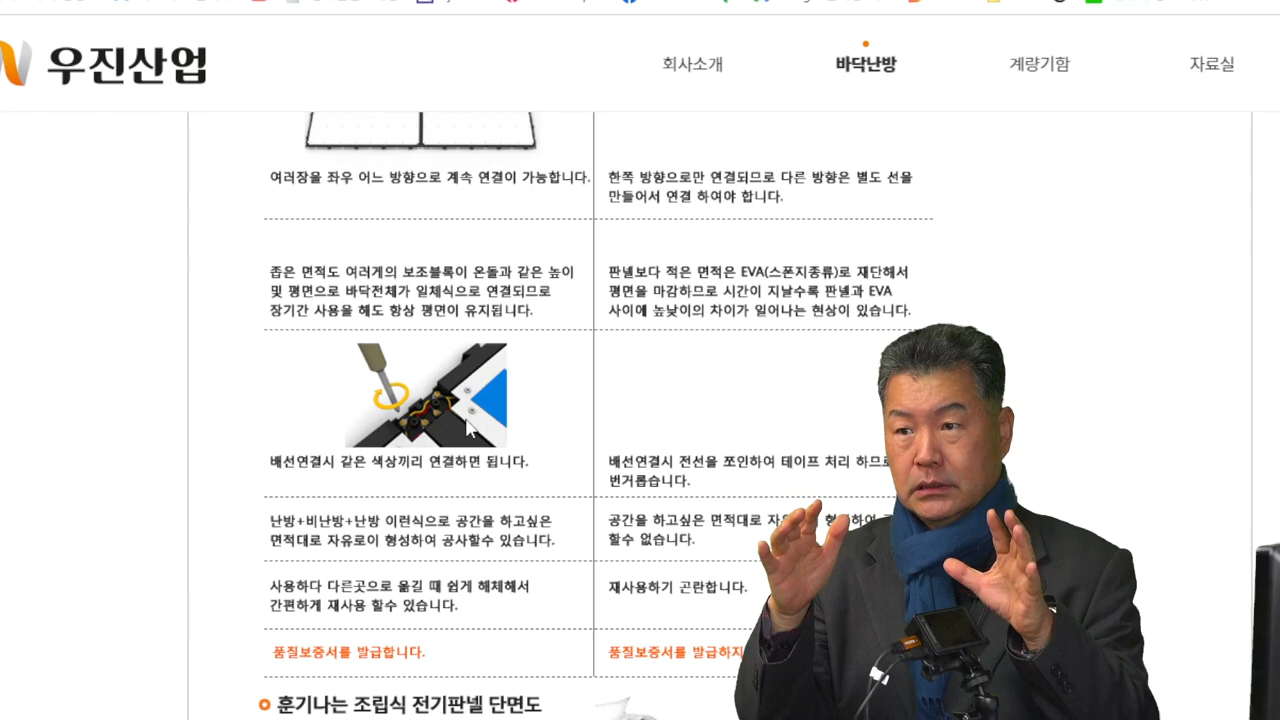 우진산업
회사소개
바닥난방
계량기함
자료실
여러장을 좌우 어느 방향으로 계속 연결이 가능합니다.
한쪽 방향으로만 연결되므로 다른 방향은 별도 선을
만들어서 연결 하여야 합니다.
좁은 면적도 여러게의 보조블록이 온돌과 같은 높이
및 평면으로 바닥전체가 일체식으로 연결되므로
장기간 사용을 해도 항상 평면이 유지됩니다.
판넬보다 적은 면적은 EVA(스폰지종류)로 재단해서
평면을 마감하므로 시간이 지날수록 판넬과 EVA
사이에 높낮이의 차이가 일어나는 현상이 있습니다.
배선연결시 같은 색상끼리 연결하면 됩니다.
배선연결시 전선을 쪼인하여 테이프 처리 하므로
번거롭습니다.
난방+비난방+난방 이런식으로 공간을 하고싶은
면적대로 자유로이 형성하여 공사할수 있습니다.
공간을 하고싶은 면적대로 형성하여
할수 없습니다.
사용하다 다른곳으로 옮길 때 쉽게 해체해서
간편하게 재사용 할수 있습니다.
재사용하기 곤란합니다.
품질보증서를 발급합니다.
품질보증서를 발급하지
훈기나는 조립식 전기판넬 단면도